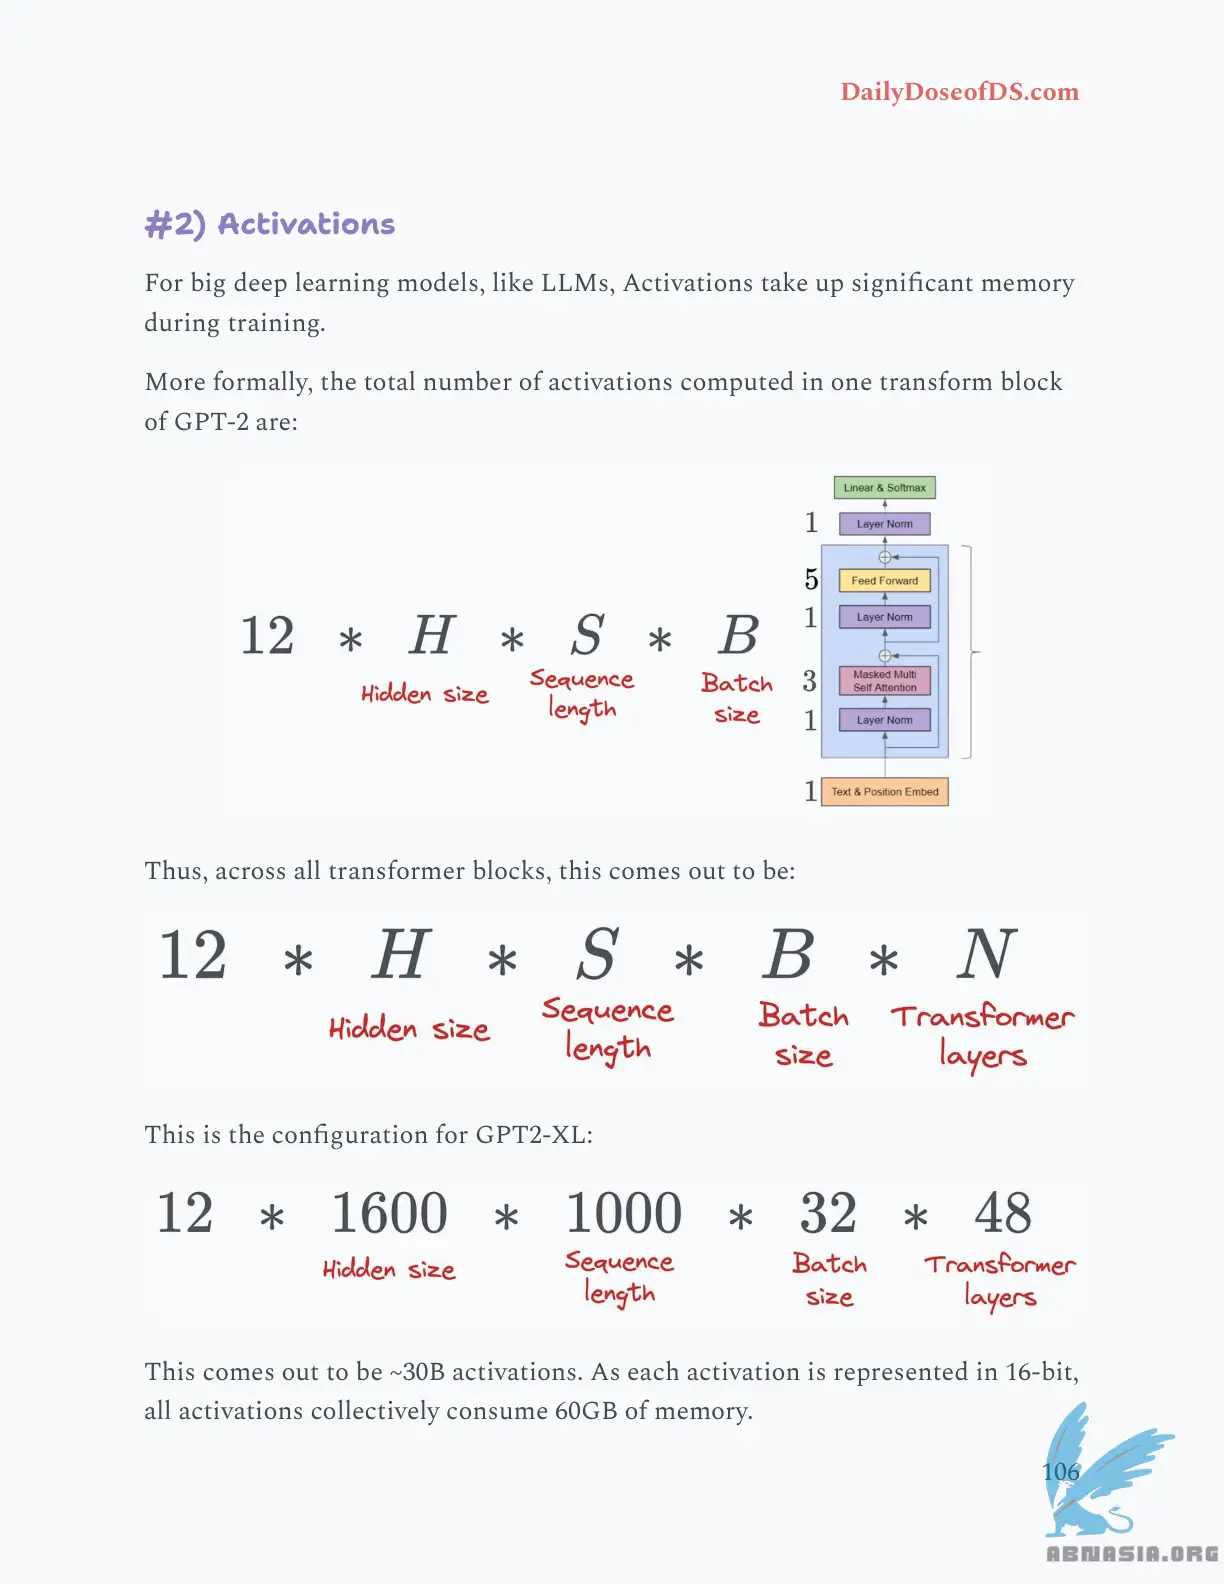 DailyDoseofDS.com
#2) Activations
For big deep learning models, like LLMs, Activations take up significant memory
during training.
More formally, the total number of activations computed in one transform block
of GPT-2 are:
12 * H * S * B
Hidden size
Sequence
length
Batch
size
Linear & Softmax
1 Layer Norm
5 Feed Forward
1 Layer Norm
3 Masked Multi
Self Attention
1 Layer Norm
1 Text & Position Embed
Thus, across all transformer blocks, this comes out to be:
12 * H * S * B * N
Hidden size
Sequence
length
Batch
size
Transformer
layers
This is the configuration for GPT2-XL:
12 * 1600 * 1000 * 32 * 48
Hidden size
Sequence
length
Batch
size
Transformer
layers
This comes out to be ~30B activations. As each activation is represented in 16-bit,
all activations collectively consume 60GB of memory.
106
ABNASIA.ORG